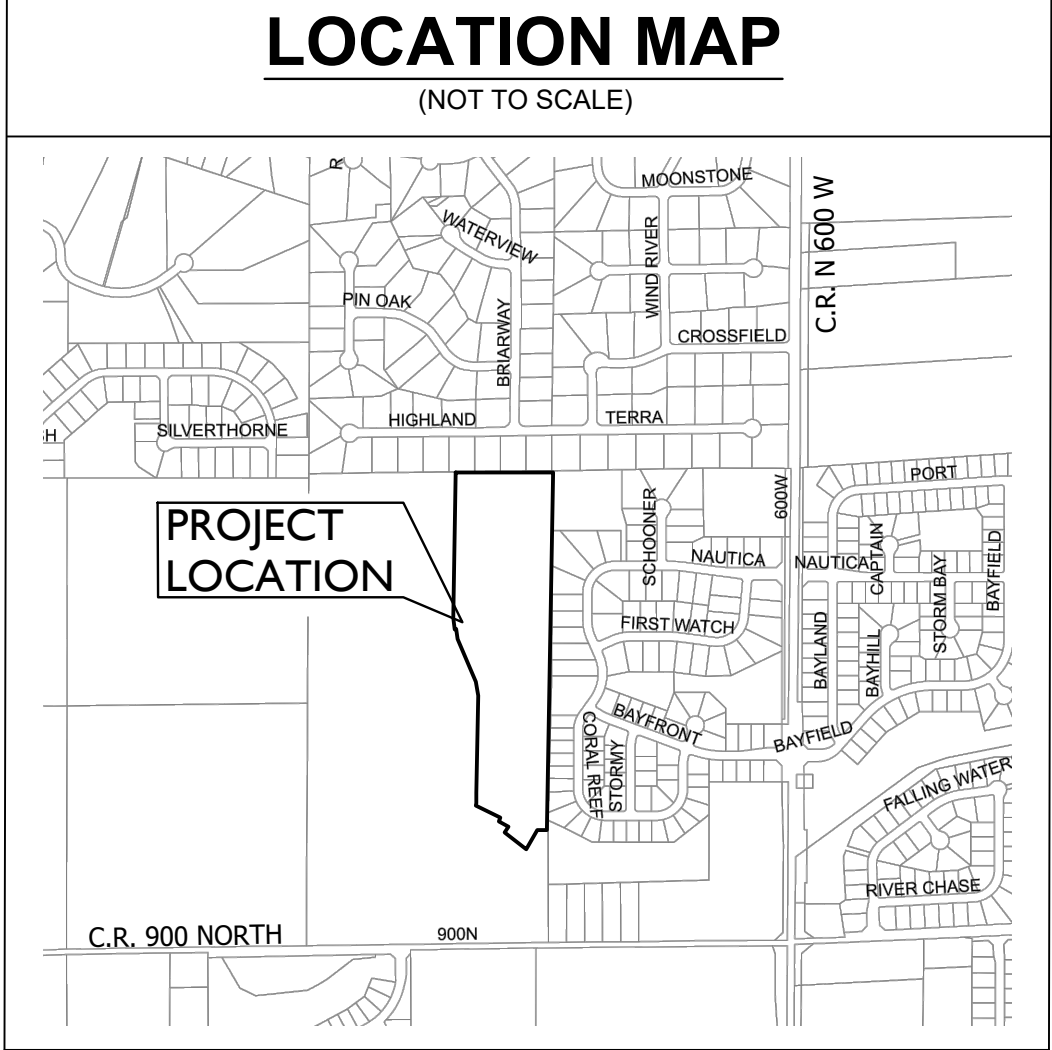 LOCATION MAP
(NOT TO SCALE)
R
MOONSTONE
WATERVIEW
WIND RIVER
C.R. N 600 W
PIN OAK
BRIARWAY
CROSSFIELD
HIGHLAND
TERRA
SH
SILVERTHORNE
PORT
600W
SCHOONER
PROJECT
LOCATION
NAUTICA
NAUTICA
CAPTAIN
STORM BAY
BAYFIELD
FIRST WATCH
BAYLAND
BAYHILL
CORAL REEF
STORMY
BAYFRONT
BAYFIELD
FALLING WATER
RIVER CHASE
C.R. 900 NORTH
900N